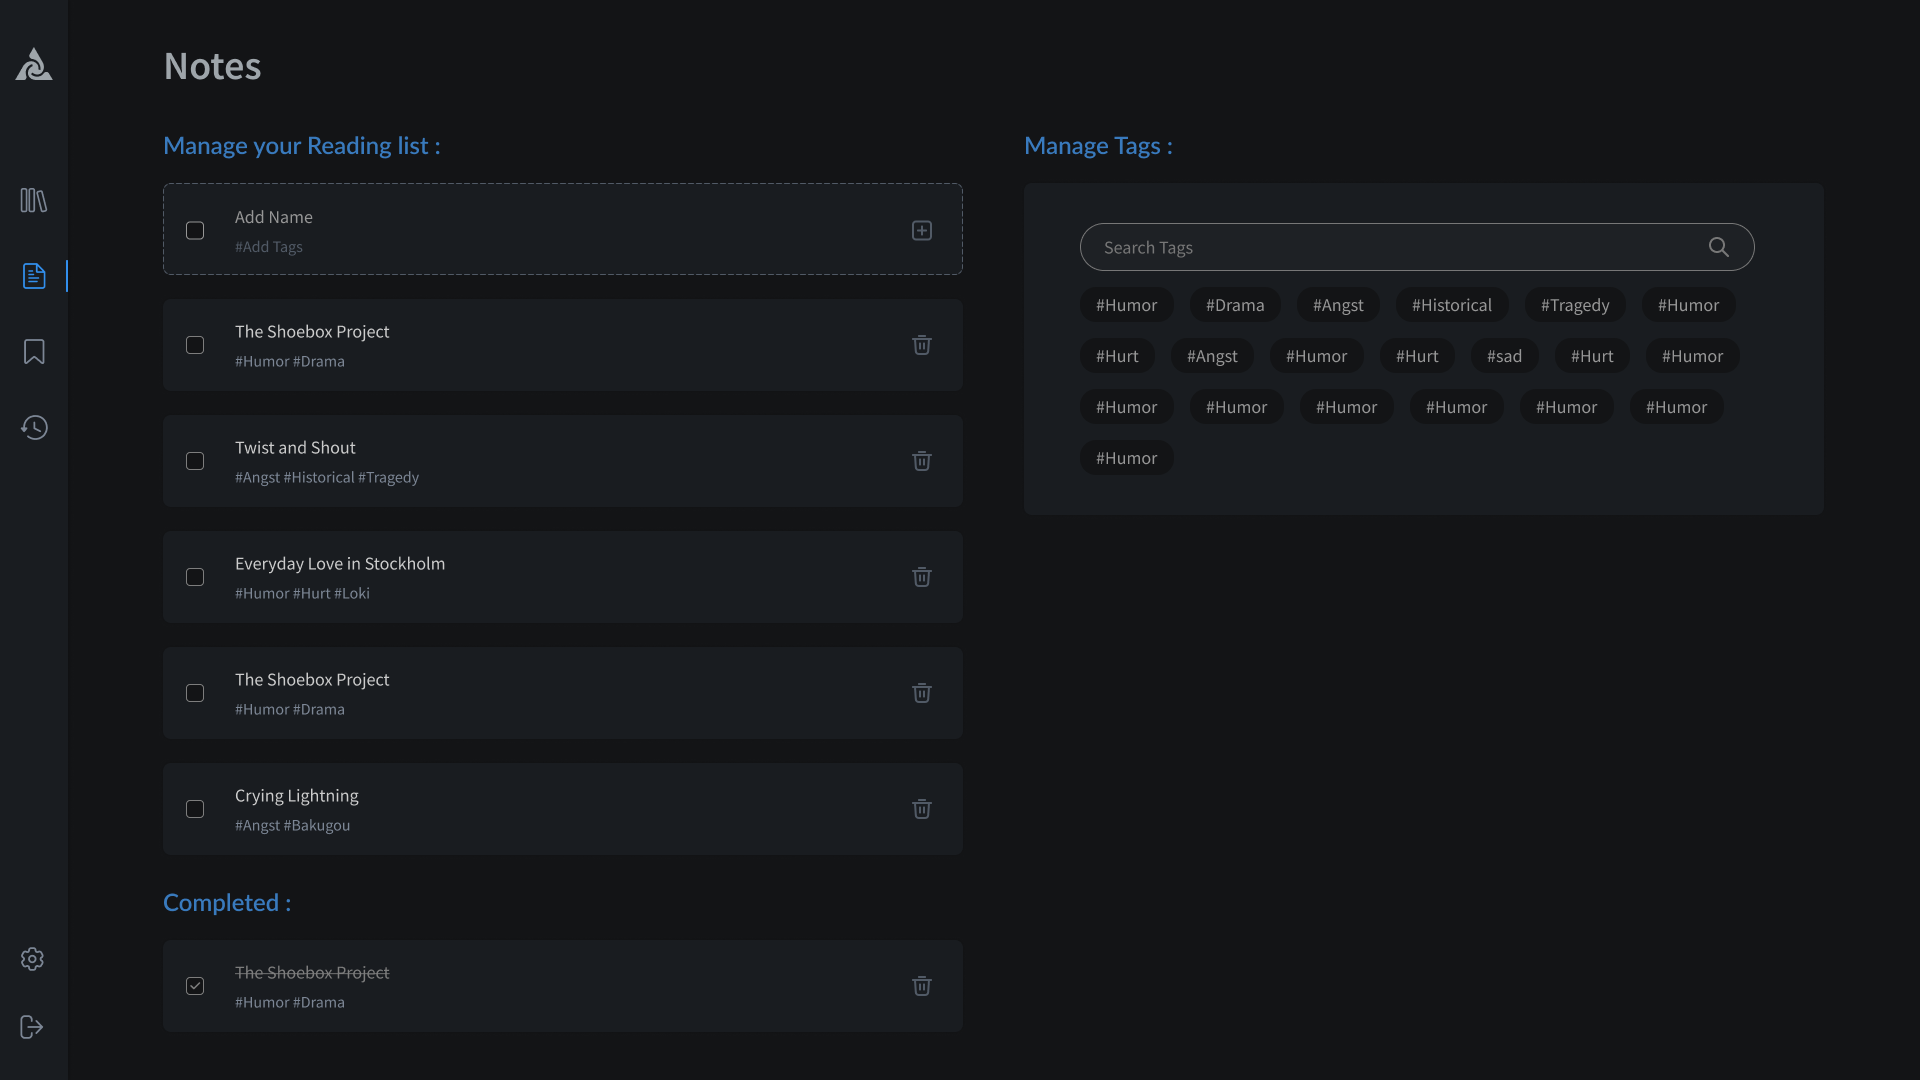 Notes
Manage your Reading list :
Add Name
#Add Tags
The Shoebox Project
#Humor #Drama
Twist and Shout
#Angst #Historical #Tragedy
Everyday Love in Stockholm
#Humor #Hurt #Loki
The Shoebox Project
#Humor #Drama
Crying Lightning
#Angst #Bakugou
Completed :
The Shoebox Project
#Humor #Drama
Manage Tags :
Search Tags
#Humor #Drama #Angst #Historical #Tragedy #Humor
#Hurt #Angst #Humor #Hurt #sad #Hurt #Humor
#Humor #Humor #Humor #Humor #Humor #Humor
#Humor